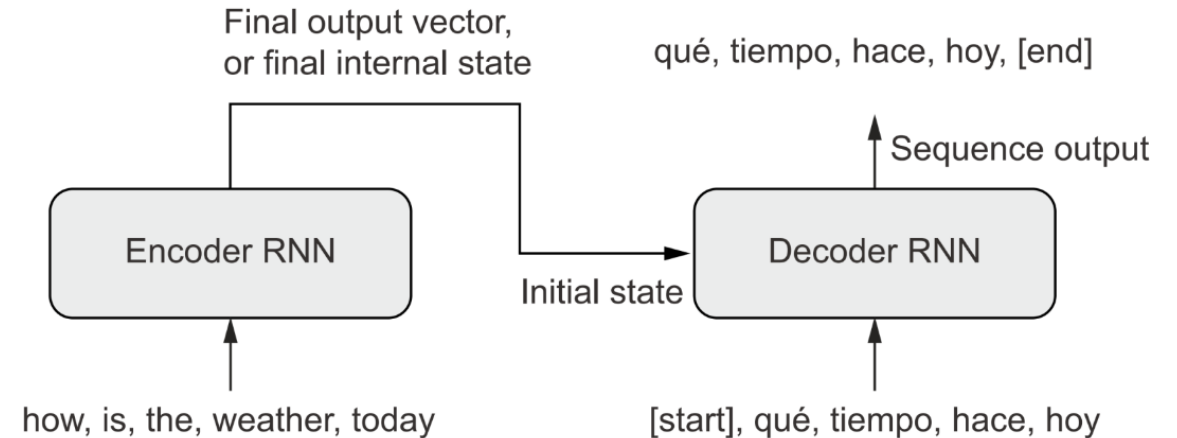 Final output vector,
or final internal state
qué, tiempo, hace, hoy, [end]
Sequence output
Encoder RNN
Decoder RNN
Initial state
how, is, the, weather, today
[start], qué, tiempo, hace, hoy